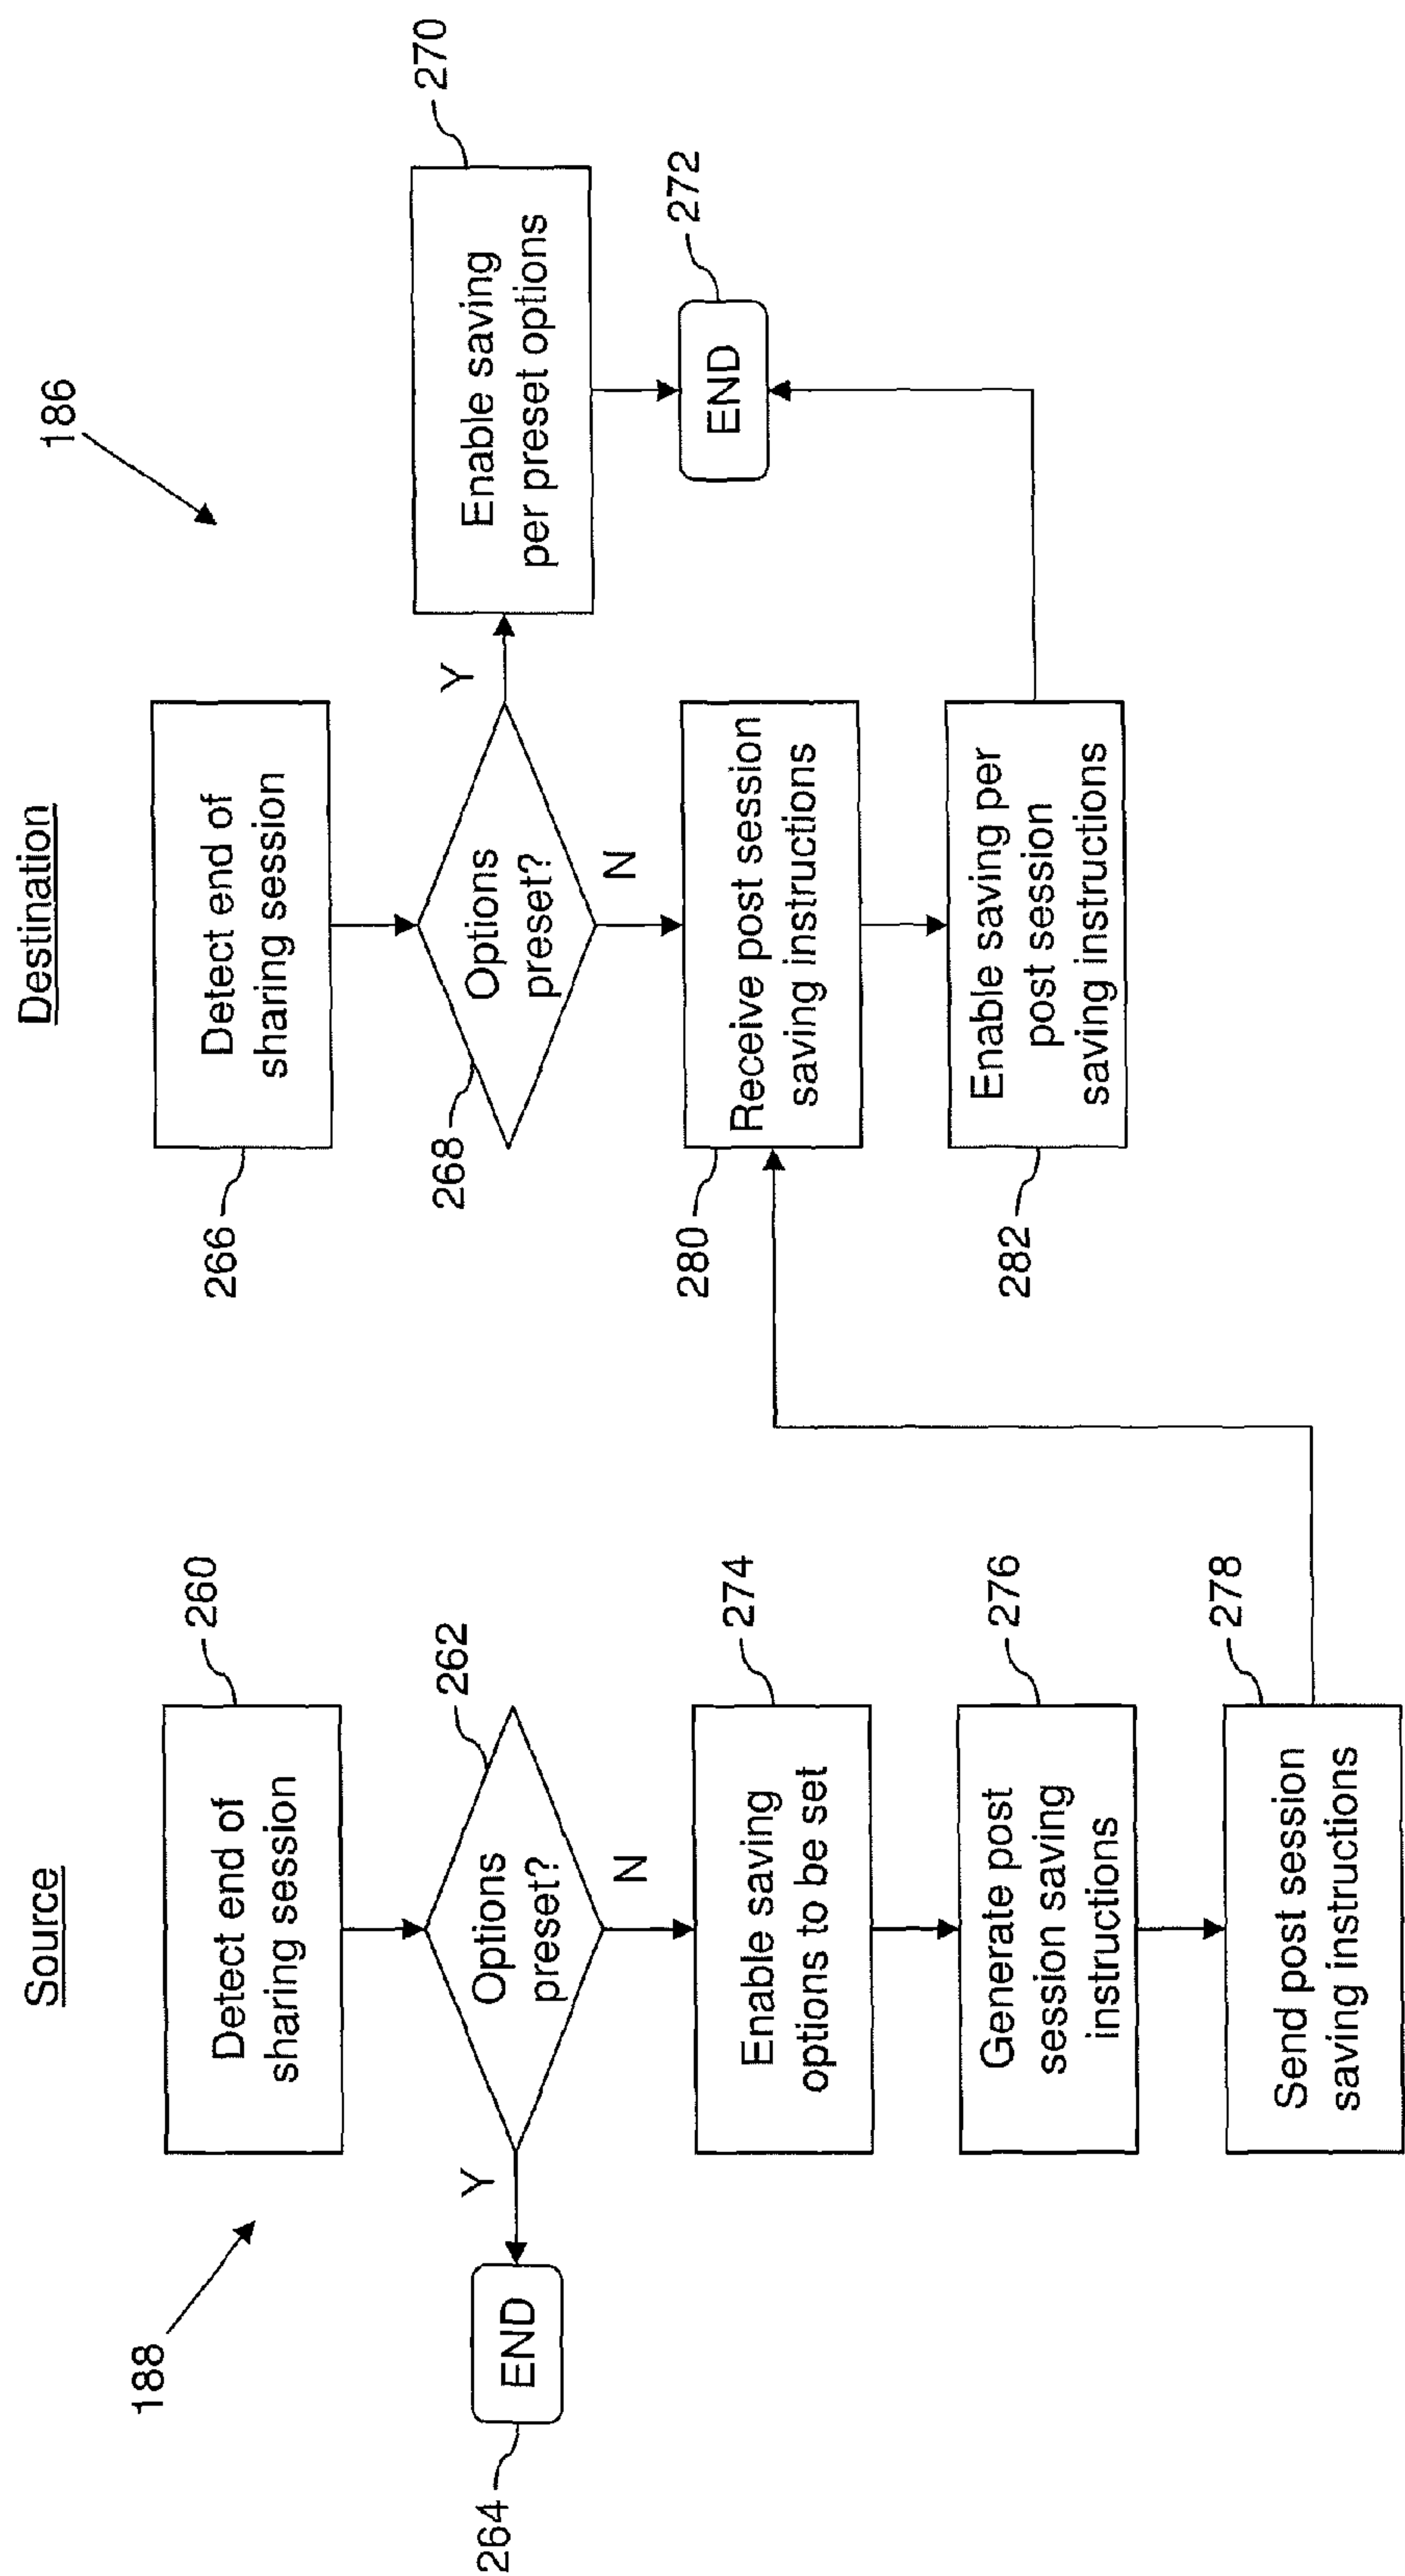 Source
188
Detect end of
sharing session
260
Options
preset?
262
Y
N
END
264
Enable saving
options to be set
274
Generate post
session saving
instructions
276
Send post session
saving instructions
278
Destination
186
Detect end of
sharing session
266
Options
preset?
268
Y
N
Enable saving
per preset options
270
END
272
Receive post session
saving instructions
280
Enable saving per
post session
saving instructions
282